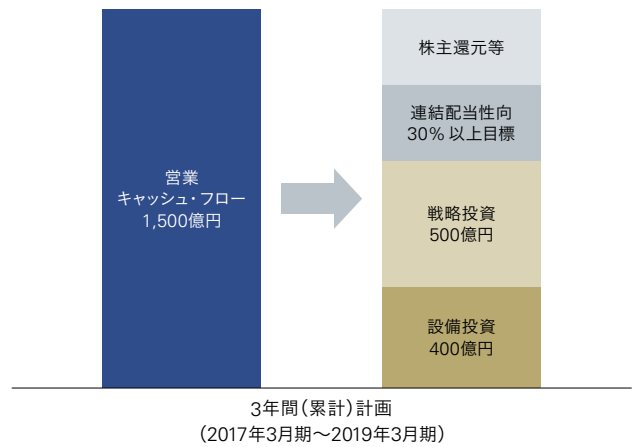 営業
キャッシュ・フロー
1,500億円
株主還元等
連結配当性向
30% 以上目標
戦略投資
500億円
設備投資
400億円
3年間(累計)計画
(2017年3月期～2019年3月期)